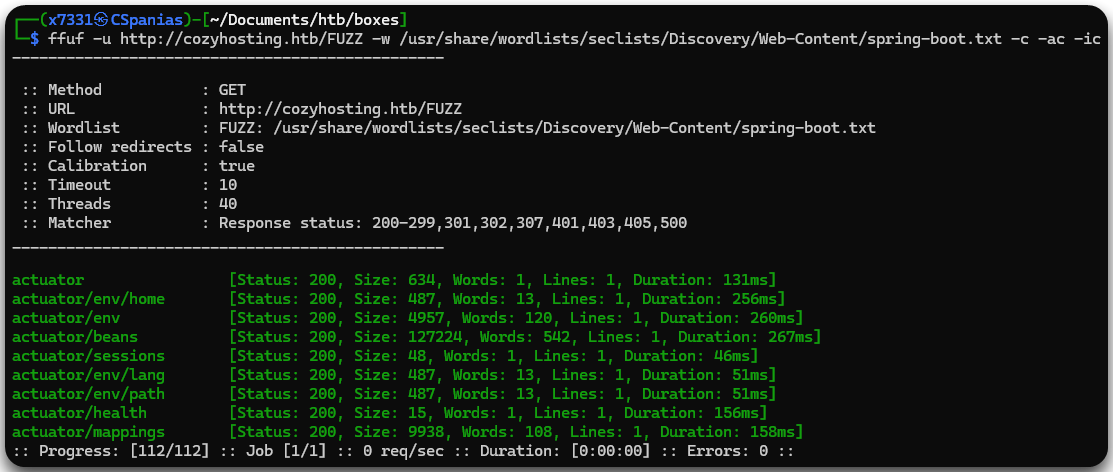 ┌──(x7331㉿CSpanias)-[~/Documents/htb/boxes]
└─$ ffuf -u http://cozyhosting.htb/FUZZ -w /usr/share/wordlists/seclists/Discovery/Web-Content/spring-boot.txt -c -ac -ic
________________________________________________
:: Method : GET
:: URL : http://cozyhosting.htb/FUZZ
:: Wordlist : FUZZ: /usr/share/wordlists/seclists/Discovery/Web-Content/spring-boot.txt
:: Follow redirects : false
:: Calibration : true
:: Timeout : 10
:: Threads : 40
:: Matcher : Response status: 200-299,301,302,307,401,403,405,500
________________________________________________
actuator [Status: 200, Size: 634, Words: 1, Lines: 1, Duration: 131ms]
actuator/env/home [Status: 200, Size: 487, Words: 13, Lines: 1, Duration: 256ms]
actuator/env [Status: 200, Size: 4957, Words: 120, Lines: 1, Duration: 260ms]
actuator/beans [Status: 200, Size: 127224, Words: 542, Lines: 1, Duration: 267ms]
actuator/sessions [Status: 200, Size: 48, Words: 1, Lines: 1, Duration: 46ms]
actuator/env/lang [Status: 200, Size: 487, Words: 13, Lines: 1, Duration: 51ms]
actuator/env/path [Status: 200, Size: 487, Words: 13, Lines: 1, Duration: 51ms]
actuator/health [Status: 200, Size: 15, Words: 1, Lines: 1, Duration: 156ms]
actuator/mappings [Status: 200, Size: 9938, Words: 108, Lines: 1, Duration: 158ms]
:: Progress: [112/112] :: Job [1/1] :: 0 req/sec :: Duration: [0:00:00] :: Errors: 0 ::